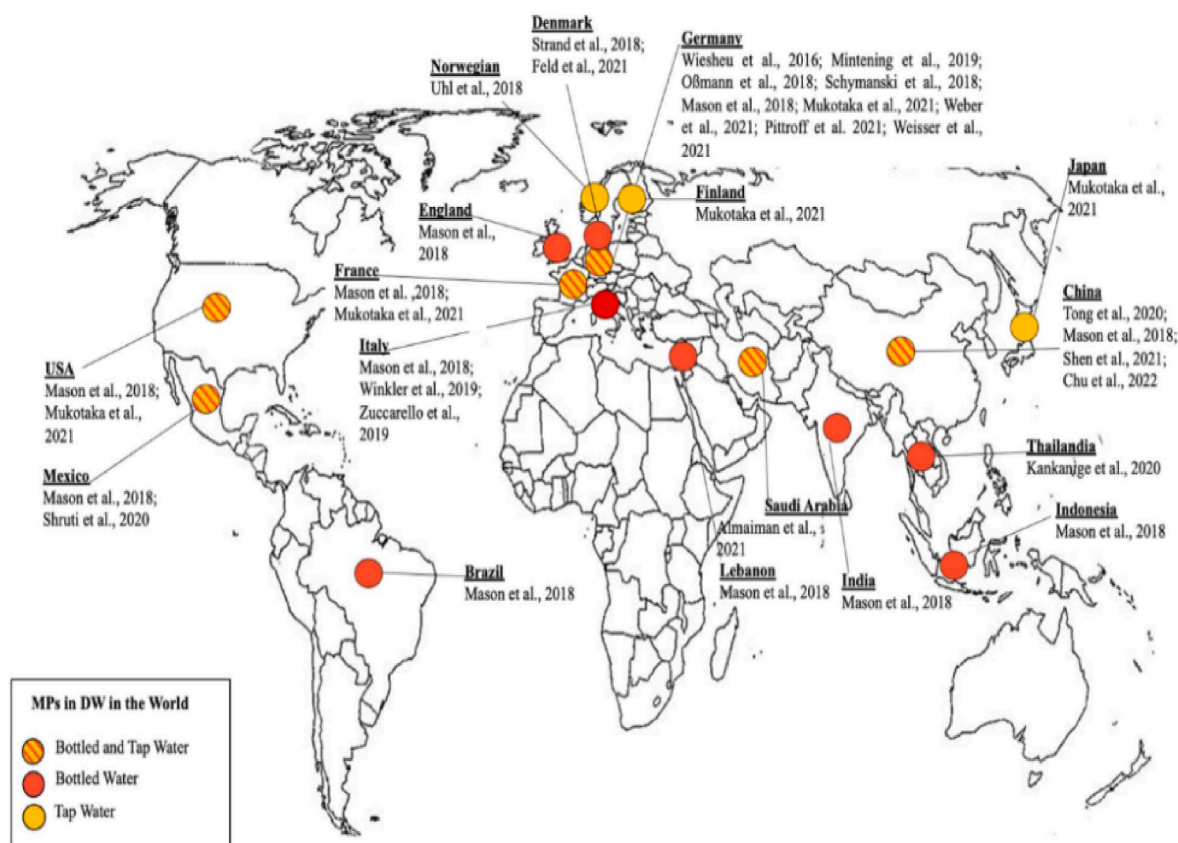 Denmark
Strand et al., 2018;
Feld et al., 2021
Germany
Wiesheu et al., 2016; Mintening et al., 2019;
Oßmann et al., 2018; Schymanski et al., 2018;
Mason et al., 2018; Mukotaka et al., 2021; Weber
et al., 2021; Pittroff et al. 2021; Weisser et al.,
2021
Norwegian
Uhl et al., 2018
Japan
Mukotaka et al.,
2021
Finland
Mukotaka et al., 2021
England
Mason et al.,
2018
France
Mason et al. ,2018;
Mukotaka et al., 2021
China
Tong et al., 2020;
Mason et al., 2018;
Shen et al., 2021;
Chu et al., 2022
Italy
Mason et al., 2018;
Winkler et al., 2019;
Zuccarello et al.,
2019
USA
Mason et al., 2018;
Mukotaka et al.,
2021
Mexico
Mason et al., 2018;
Shruti et al., 2020
Thailandia
Kankanige et al., 2020
Saudi Arabia
Almaiman et al.,
2021
Indonesia
Mason et al., 2018
Brazil
Mason et al., 2018
Lebanon
Mason et al., 2018
India
Mason et al., 2018
MPs in DW in the World
Bottled and Tap Water
Bottled Water
Tap Water